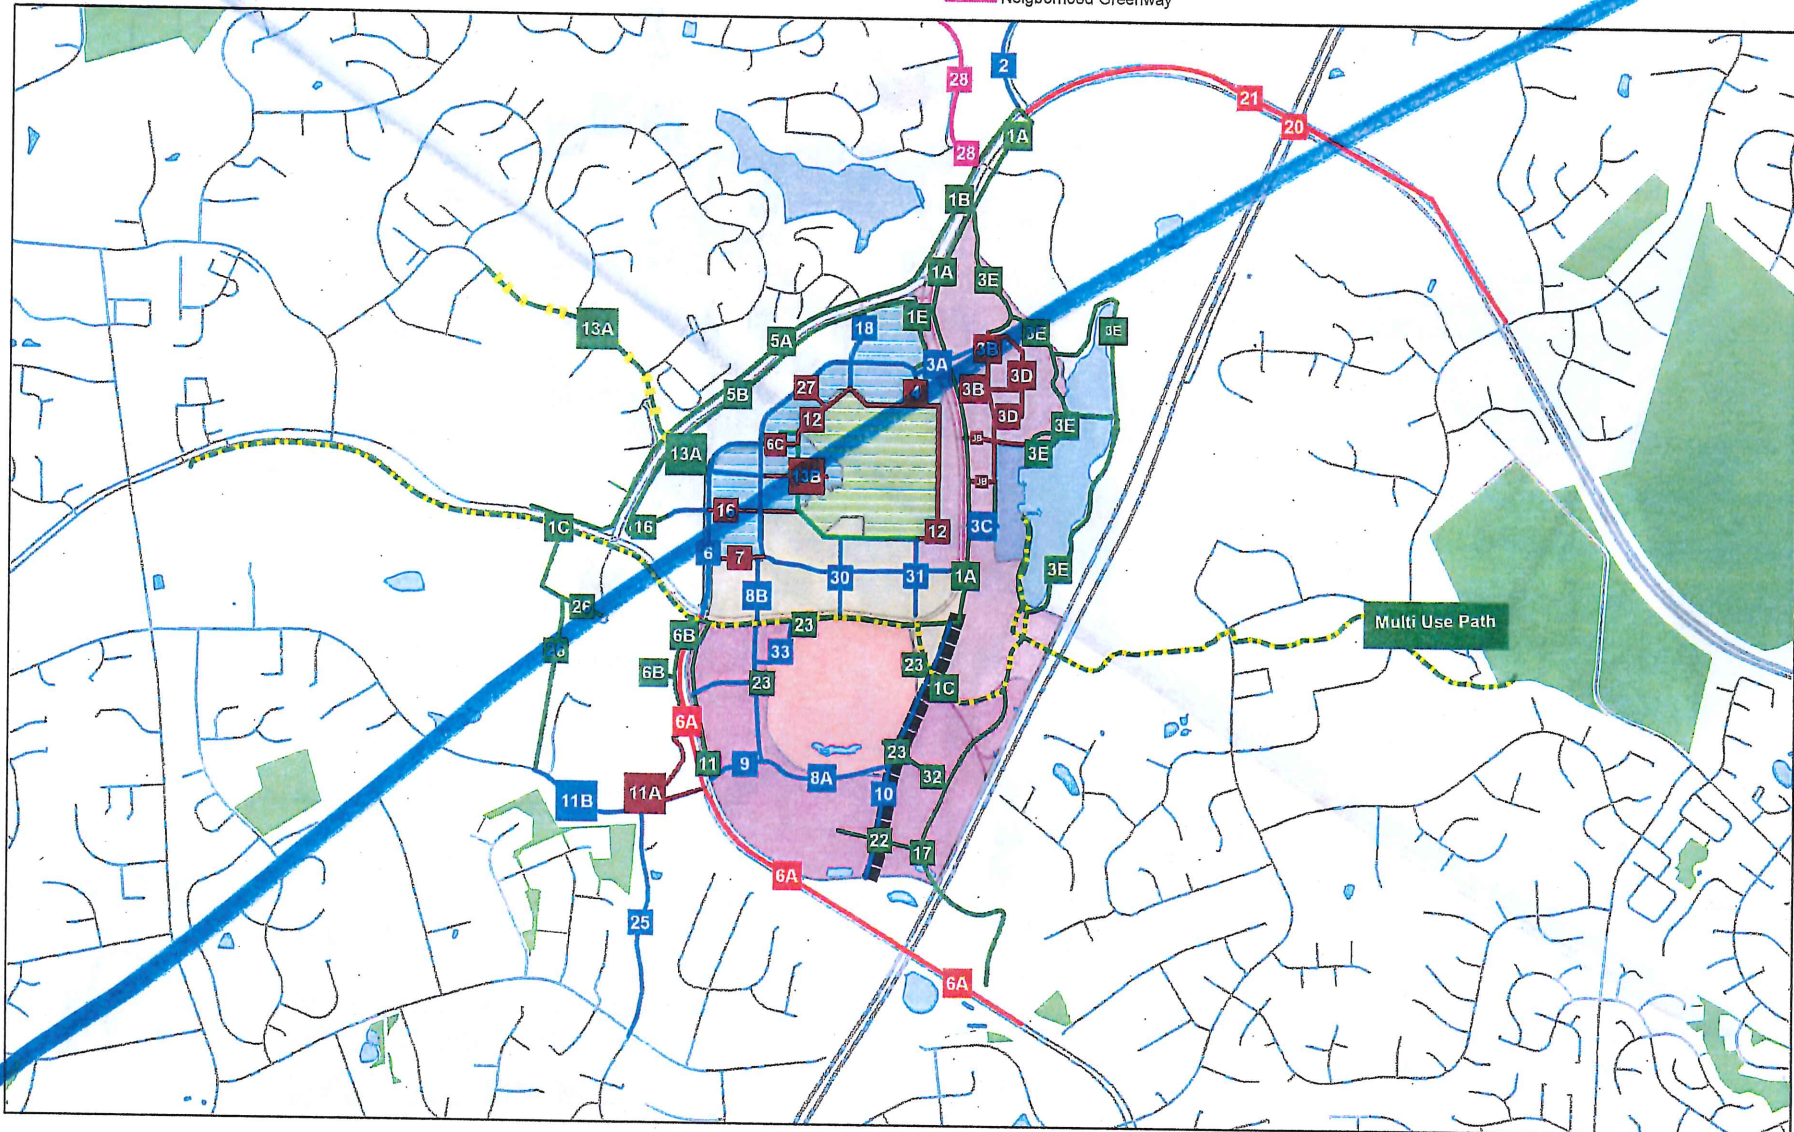 Neigborhood Greenway
28
2
21
20
1A
28
1B
1A
3E
13A
18
1E
3E
3E
5A
3A
3B
27
4
3B
3D
5B
12
3D
3E
6C
13A
3E
13B
16
16
1C
12
3C
6
7
30
31
1A
3E
8B
26
23
Multi Use Path
6B
33
23
6B
23
1C
6A
11
9
8A
23
32
11B
11A
10
22
17
6A
25
6A